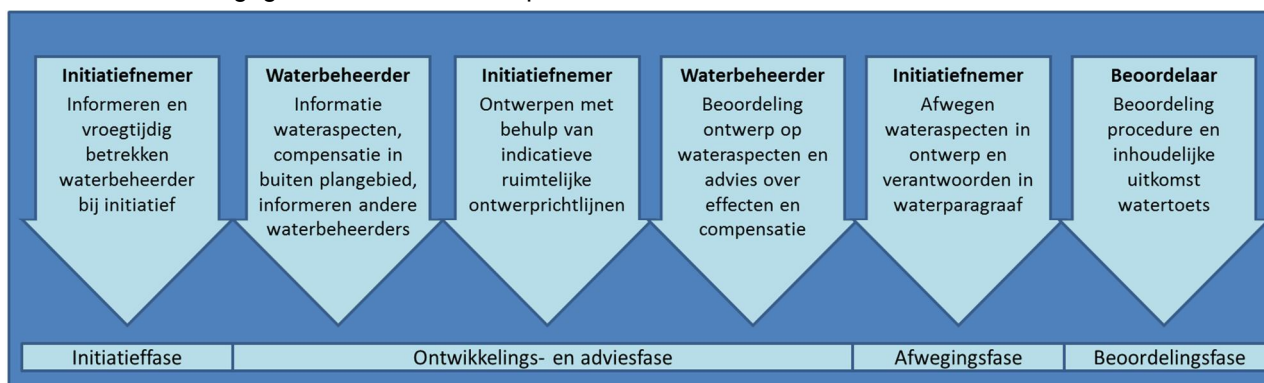 Initiatiefnemer
Informeren en
vroegtijdig
betrekken
waterbeheerder
bij initiatief
Waterbeheerder
Informatie
wateraspecten,
compensatie in
buiten plangebied,
informeren andere
waterbeheerders
Initiatiefnemer
Ontwerpen met
behulp van
indicatieve
ruimtelijke
ontwerprichtlijnen
Waterbeheerder
Beoordeling
ontwerp op
wateraspecten en
advies over
effecten en
compensatie
Initiatiefnemer
Afwegen
wateraspecten in
ontwerp en
verantwoorden in
waterparagraaf
Beoordelaar
Beoordeling
procedure en
inhoudelijke
uitkomst
watertoets
Initiatieffase
Ontwikkelings- en adviesfase
Afwegingsfase
Beoordelingsfase